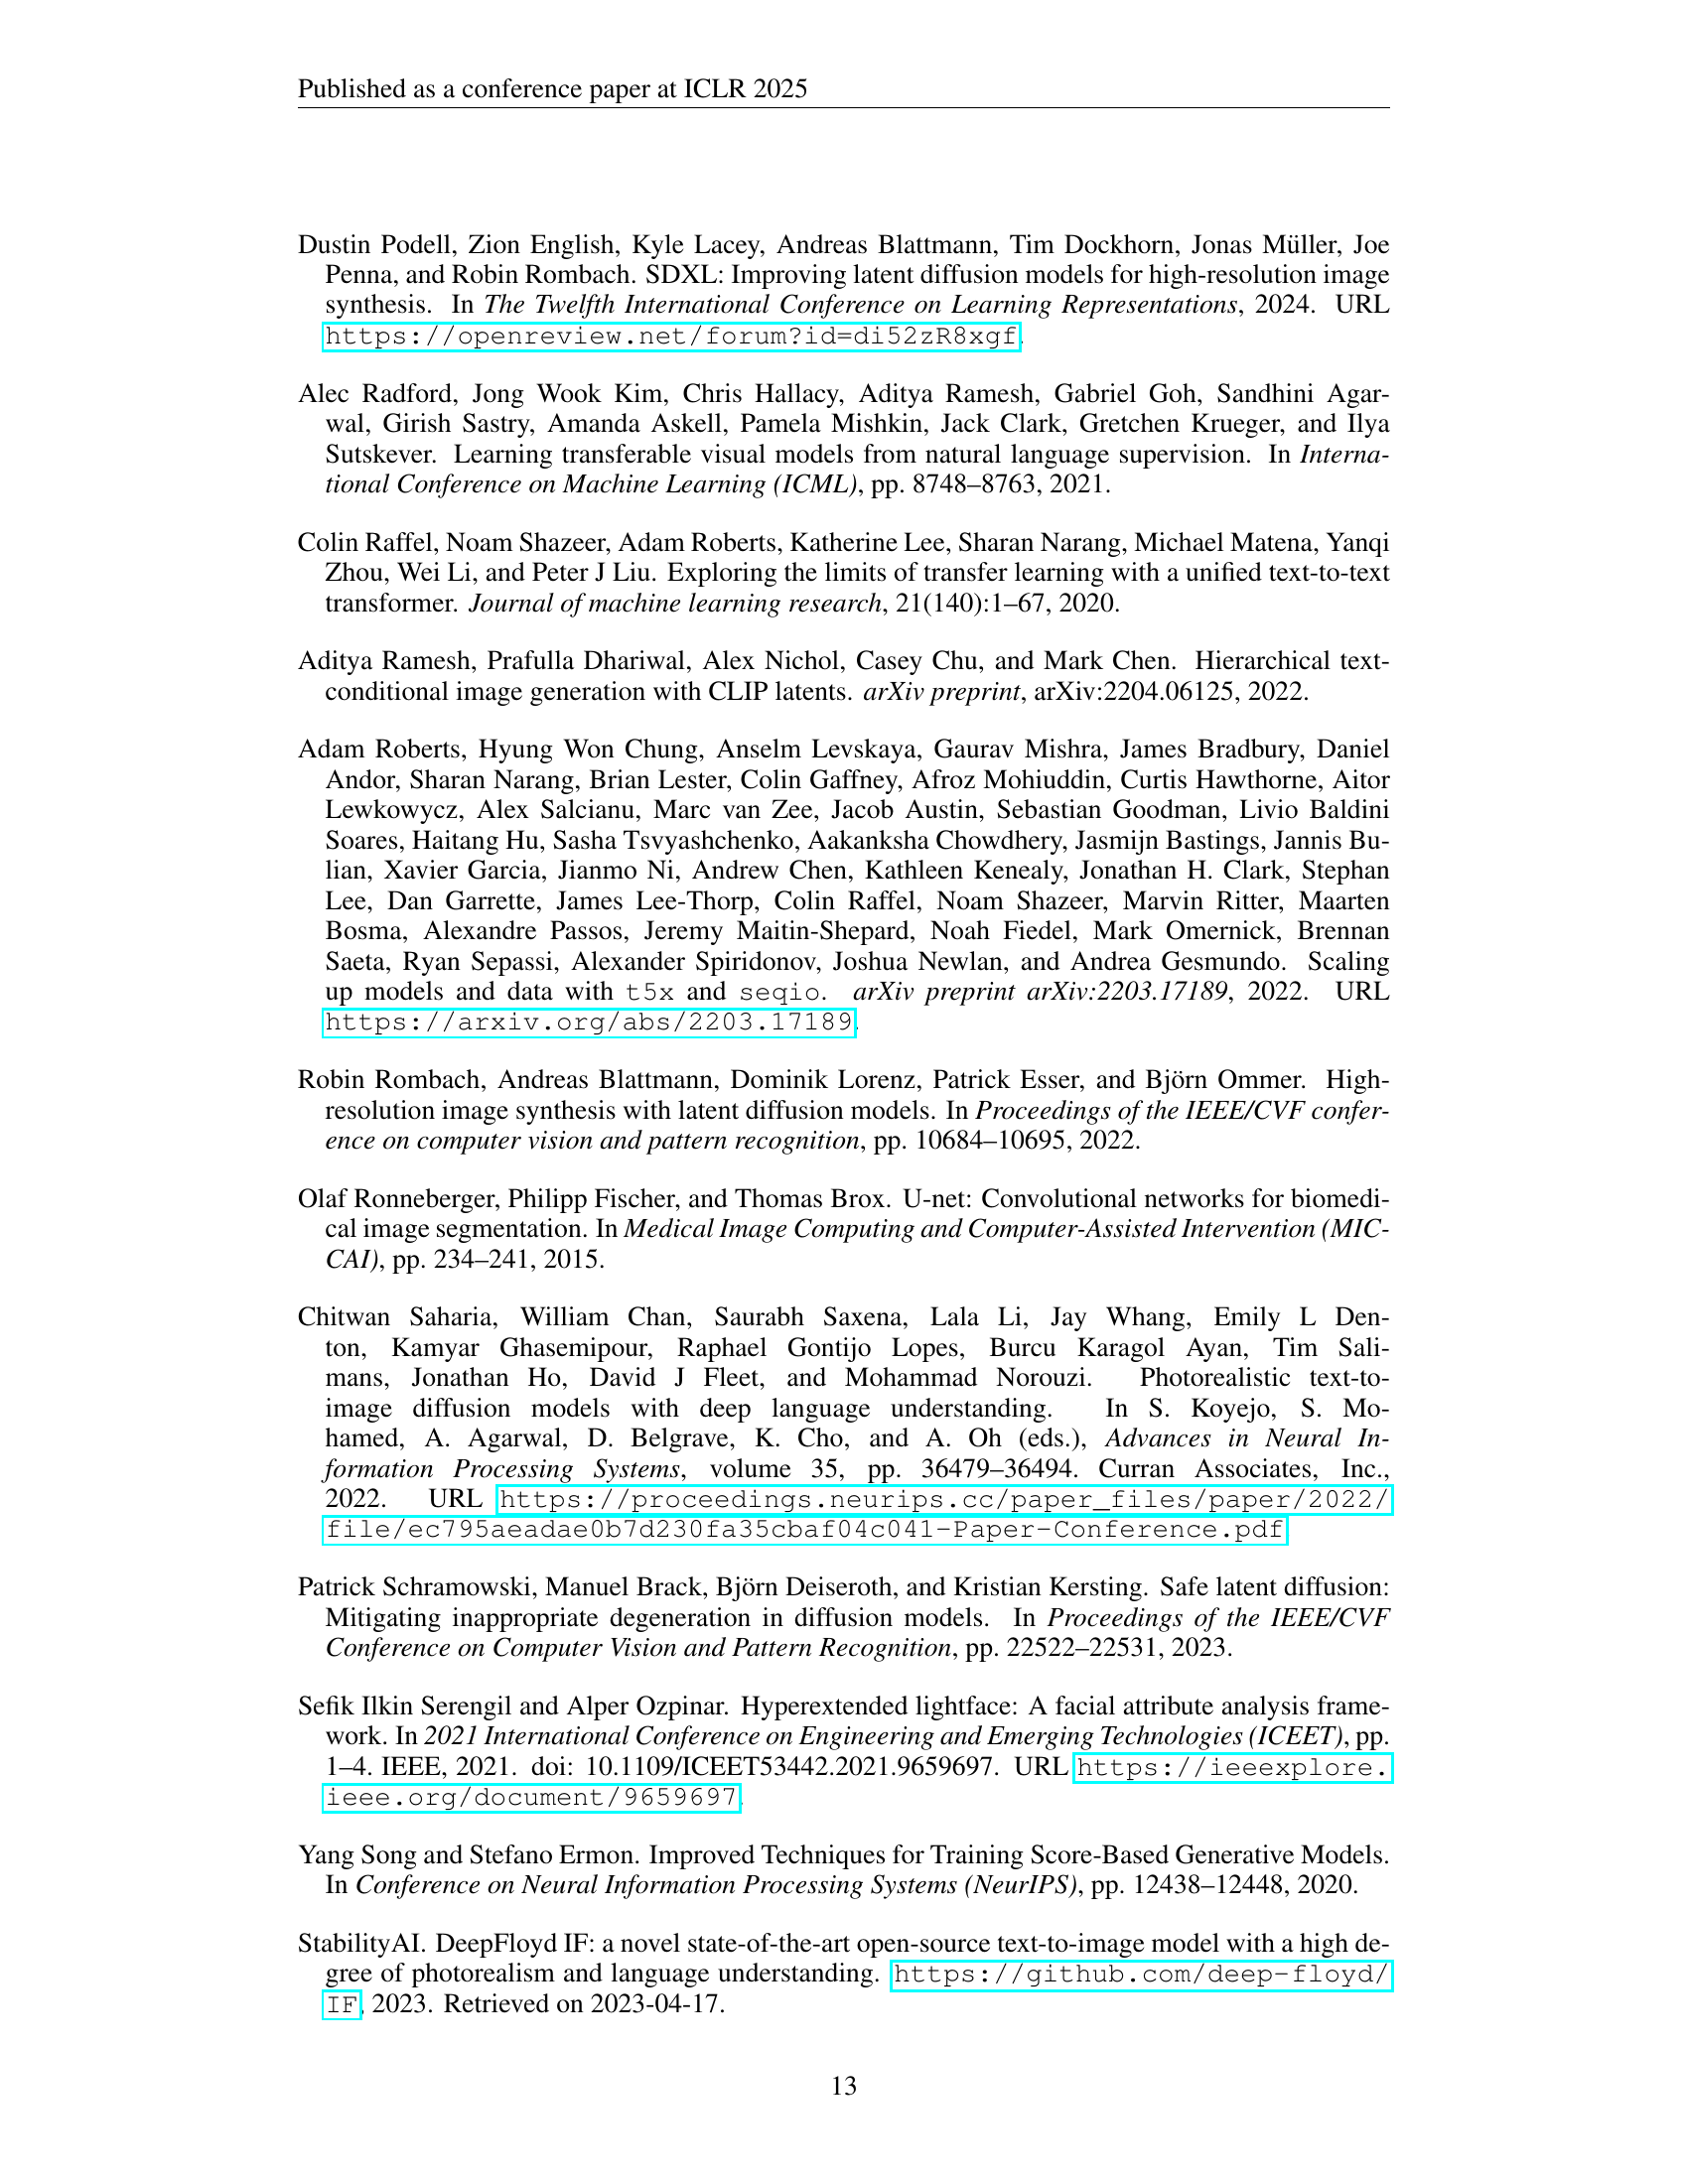 Published as a conference paper at ICLR 2025
Dustin Podell, Zion English, Kyle Lacey, Andreas Blattmann, Tim Dockhorn, Jonas Müller, Joe
Penna, and Robin Rombach. SDXL: Improving latent diffusion models for high-resolution image
synthesis. In The Twelfth International Conference on Learning Representations, 2024. URL
https://openreview.net/forum?id=di52zR8xgf.
Alec Radford, Jong Wook Kim, Chris Hallacy, Aditya Ramesh, Gabriel Goh, Sandhini Agar-
wal, Girish Sastry, Amanda Askell, Pamela Mishkin, Jack Clark, Gretchen Krueger, and Ilya
Sutskever. Learning transferable visual models from natural language supervision. In Interna-
tional Conference on Machine Learning (ICML), pp. 8748–8763, 2021.
Colin Raffel, Noam Shazeer, Adam Roberts, Katherine Lee, Sharan Narang, Michael Matena, Yanqi
Zhou, Wei Li, and Peter J Liu. Exploring the limits of transfer learning with a unified text-to-text
transformer. Journal of machine learning research, 21(140):1–67, 2020.
Aditya Ramesh, Prafulla Dhariwal, Alex Nichol, Casey Chu, and Mark Chen. Hierarchical text-
conditional image generation with CLIP latents. arXiv preprint, arXiv:2204.06125, 2022.
Adam Roberts, Hyung Won Chung, Anselm Levskaya, Gaurav Mishra, James Bradbury, Daniel
Andor, Sharan Narang, Brian Lester, Colin Gaffney, Afroz Mohiuddin, Curtis Hawthorne, Aitor
Lewkowycz, Alex Salcianu, Marc van Zee, Jacob Austin, Sebastian Goodman, Livio Baldini
Soares, Haitang Hu, Sasha Tsvyashchenko, Aakanksha Chowdhery, Jasmijn Bastings, Jannis Bu-
lian, Xavier Garcia, Jianmo Ni, Andrew Chen, Kathleen Kenealy, Jonathan H. Clark, Stephan
Lee, Dan Garrette, James Lee-Thorp, Colin Raffel, Noam Shazeer, Marvin Ritter, Maarten
Bosma, Alexandre Passos, Jeremy Maitin-Shepard, Noah Fiedel, Mark Omernick, Brennan
Saeta, Ryan Sepassi, Alexander Spiridonov, Joshua Newlan, and Andrea Gesmundo. Scaling
up models and data with t5x and seqio. arXiv preprint arXiv:2203.17189, 2022. URL
https://arxiv.org/abs/2203.17189.
Robin Rombach, Andreas Blattmann, Dominik Lorenz, Patrick Esser, and Björn Ommer. High-
resolution image synthesis with latent diffusion models. In Proceedings of the IEEE/CVF confer-
ence on computer vision and pattern recognition, pp. 10684–10695, 2022.
Olaf Ronneberger, Philipp Fischer, and Thomas Brox. U-net: Convolutional networks for biomedi-
cal image segmentation. In Medical Image Computing and Computer-Assisted Intervention (MIC-
CAI), pp. 234–241, 2015.
Chitwan Saharia, William Chan, Saurabh Saxena, Lala Li, Jay Whang, Emily L Den-
ton, Kamyar Ghasemipour, Raphael Gontijo Lopes, Burcu Karagol Ayan, Tim Sali-
mans, Jonathan Ho, David J Fleet, and Mohammad Norouzi. Photorealistic text-to-
image diffusion models with deep language understanding. In S. Koyejo, S. Mo-
hamed, A. Agarwal, D. Belgrave, K. Cho, and A. Oh (eds.), Advances in Neural In-
formation Processing Systems, volume 35, pp. 36479–36494. Curran Associates, Inc.,
2022. URL https://proceedings.neurips.cc/paper_files/paper/2022/
file/ec795aeadae0b7d230fa35cbaf04c041-Paper-Conference.pdf
Patrick Schramowski, Manuel Brack, Björn Deiseroth, and Kristian Kersting. Safe latent diffusion:
Mitigating inappropriate degeneration in diffusion models. In Proceedings of the IEEE/CVF
Conference on Computer Vision and Pattern Recognition, pp. 22522–22531, 2023.
Sefik Ilkin Serengil and Alper Ozpinar. Hyperextended lightface: A facial attribute analysis frame-
work. In 2021 International Conference on Engineering and Emerging Technologies (ICEET), pp.
1–4. IEEE, 2021. doi: 10.1109/ICEET53442.2021.9659697. URL https://ieeexplore.
ieee.org/document/9659697.
Yang Song and Stefano Ermon. Improved Techniques for Training Score-Based Generative Models.
In Conference on Neural Information Processing Systems (NeurIPS), pp. 12438–12448, 2020.
StabilityAI. DeepFloyd IF: a novel state-of-the-art open-source text-to-image model with a high de-
gree of photorealism and language understanding. https://github.com/deep-floyd/
IF, 2023. Retrieved on 2023-04-17.
13